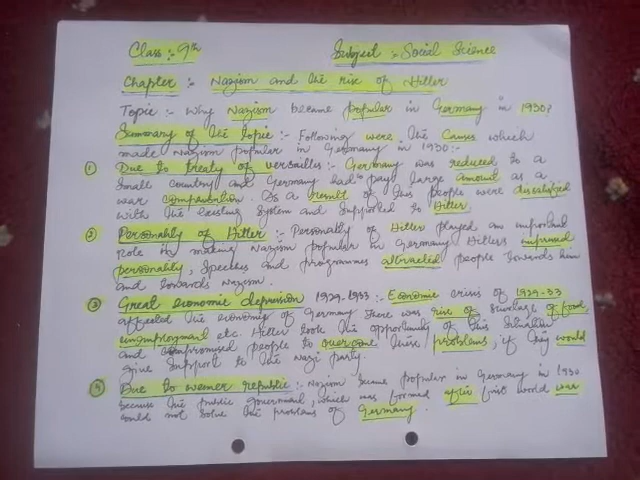 Class :- 9th Subject :- Social Science
Chapter :- Nazism and the rise of Hitler
Topic :- Why Nazism became popular in Germany in 1930?
Summary of the topic :- Following were the causes which
made Nazism popular in Germany in 1930:-
① Due to treaty of versailles :- Germany was reduced to a
small country and Germany had to pay large amount as a
war . As a result of this people were dissatisfied
with the existing system and supported to Hitler.
② Personality of Hitler :- Personality of Hitler played an important
role in making Nazism popular in Germany. Hitler's
personality, speeches and programmes attracted people towards him
and towards nazism.
③ Great economic depression 1929-1933 :- Economic crisis of 1929-33
affected the economy of Germany. There was rise of of food,
etc. Hitler took the opportunity of this situation
and people to overcome these problems, if they would
give support to the Nazi party.
④ Due to republic :- Nazism became popular in Germany in 1930
because the public government, which was formed after first world war
could not solve the problems of Germany.